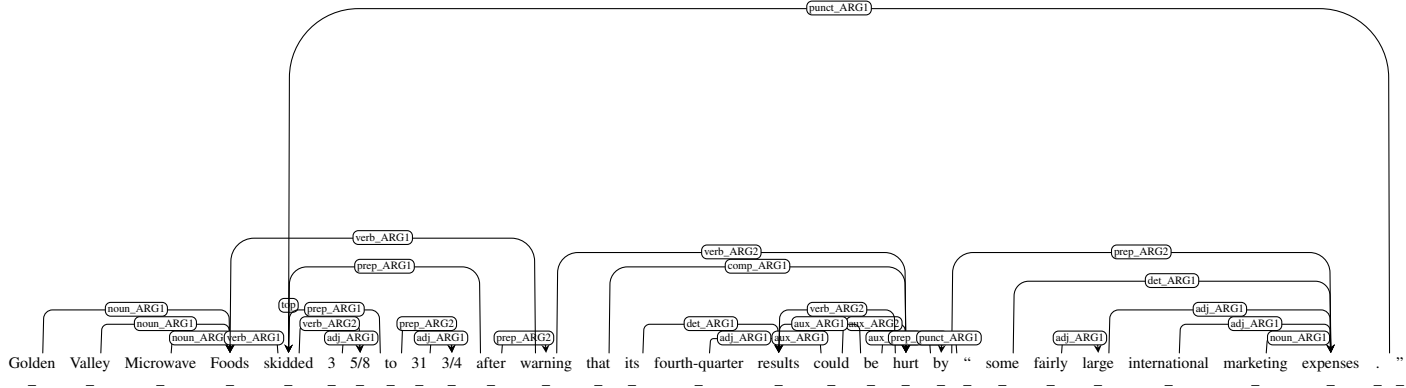 punct_ARG1
verb_ARG1
verb_ARG2 prep_ARG2
prep_ARG1 comp_ARG1
det_ARG1
top
noun_ARG1 prep_ARG1 verb_ARG2 adj_ARG1
noun_ARG1 verb_ARG2 prep_ARG2 det_ARG1 aux_ARG1 aux_ARG2 adj_ARG1
verb_ARG1 adj_ARG1 adj_ARG1 prep_ARG2 adj_ARG1 aux_ARG1 punct_ARG1 adj_ARG1 noun_ARG1
Golden Valley Microwave Foods skidded 3 5/8 to 31 3/4 after warning that its fourth-quarter results could be hurt by “ some fairly large international marketing expenses . ”